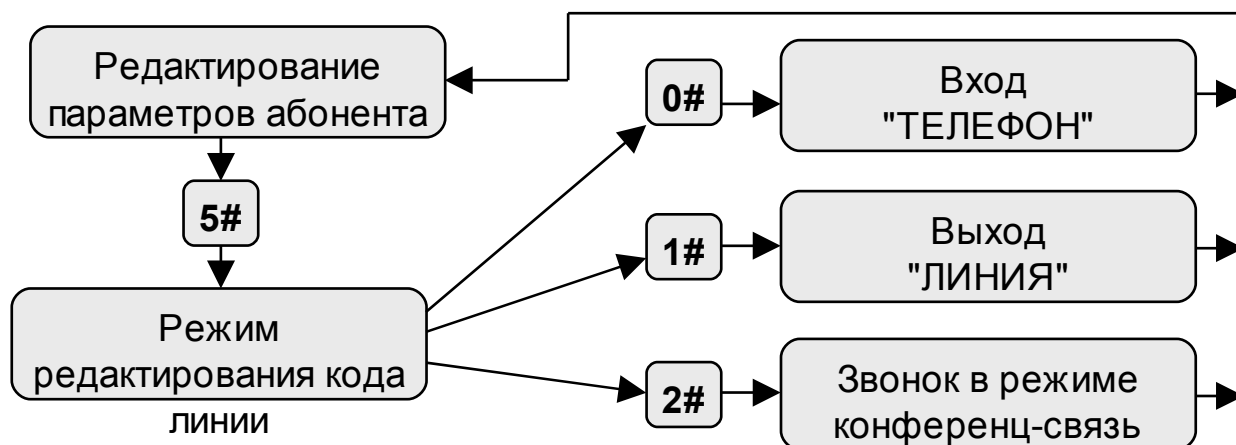 Редактирование
параметров абонента
5#
Режим
редактирования кода
линии
0#
Вход
"ТЕЛЕФОН"
1#
Выход
"ЛИНИЯ"
2#
Звонок в режиме
конференц-связь